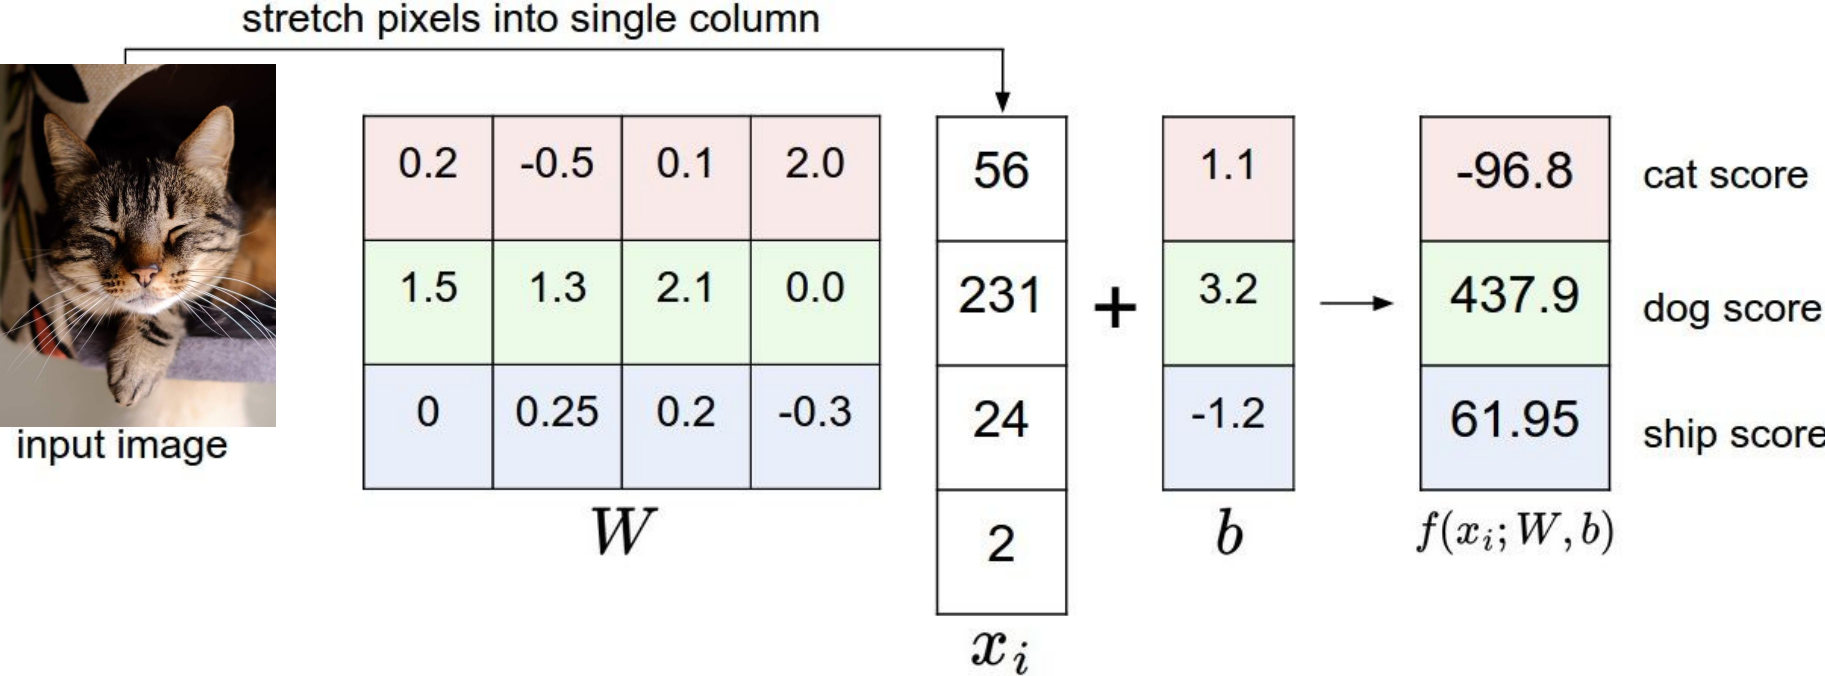 stretch pixels into single column
0.2 -0.5 0.1 2.0 56 1.1 -96.8 cat score
1.5 1.3 2.1 0.0 231 + 3.2 437.9 dog score
0 0.25 0.2 -0.3 24 -1.2 61.95 ship score
input image
W 2 b f(x_i; W, b)
x_i